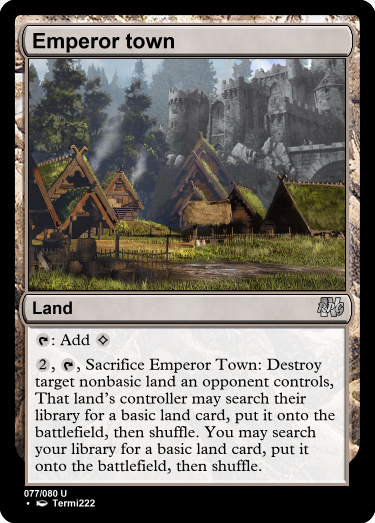 Emperor town
Land
: Add
2, , Sacrifice Emperor Town: Destroy
target nonbasic land an opponent controls,
That land's controller may search their
library for a basic land card, put it onto the
battlefield, then shuffle. You may search
your library for a basic land card, put it
onto the battlefield, then shuffle.
077/080 U
• Termi222